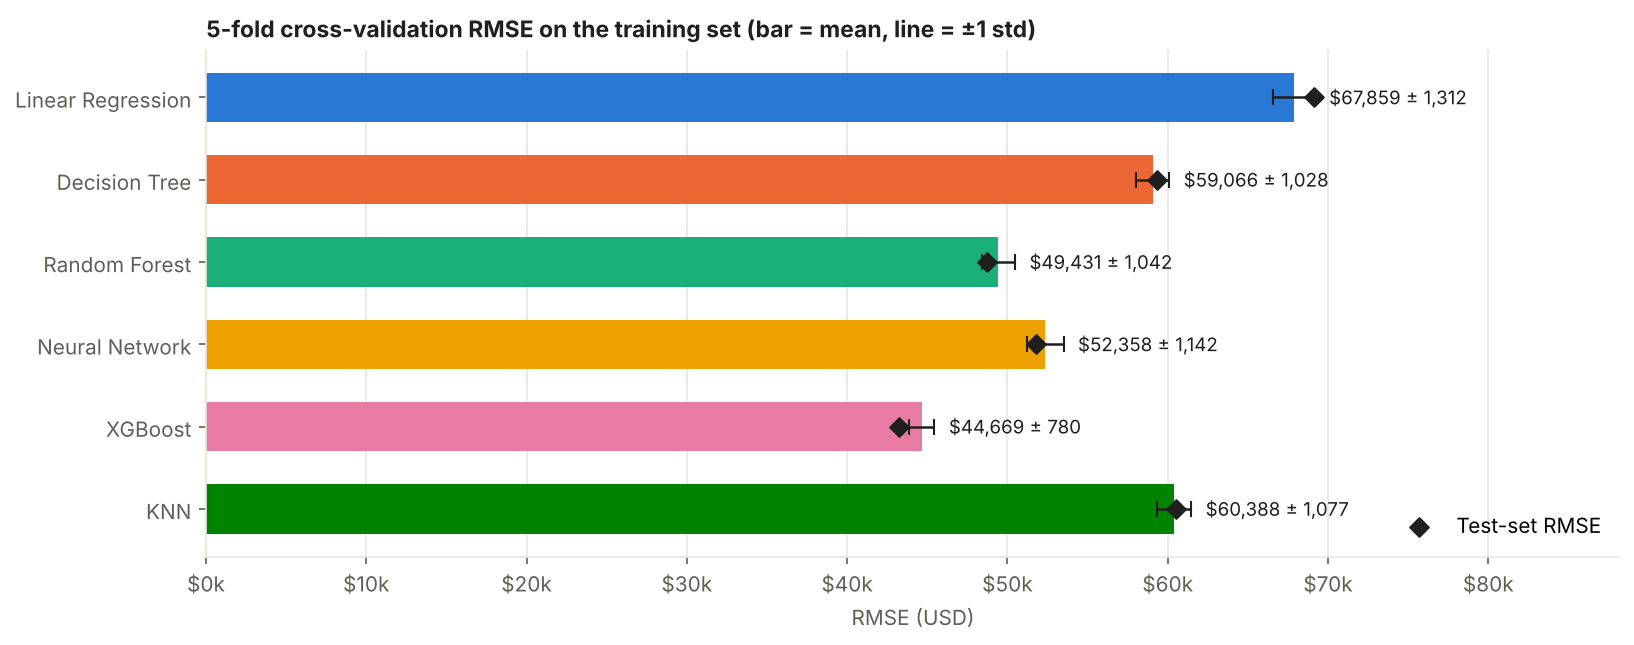 5-fold cross-validation RMSE on the training set (bar = mean, line = ±1 std)
Linear Regression
$67,859 ± 1,312
Decision Tree
$59,066 ± 1,028
Random Forest
$49,431 ± 1,042
Neural Network
$52,358 ± 1,142
XGBoost
$44,669 ± 780
KNN
$60,388 ± 1,077
Test-set RMSE
$0k $10k $20k $30k $40k $50k $60k $70k $80k
RMSE (USD)